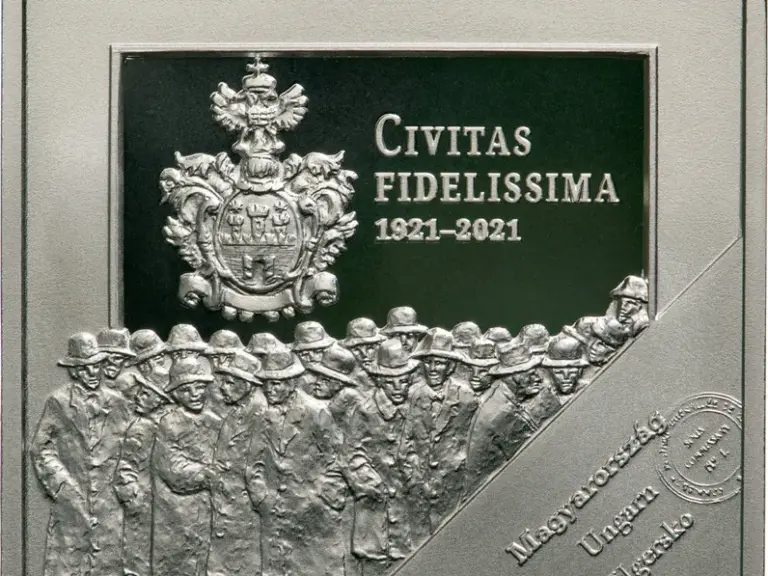 CIVITAS
FIDELISSIMA
1921–2021
Magyarország
Ungarn